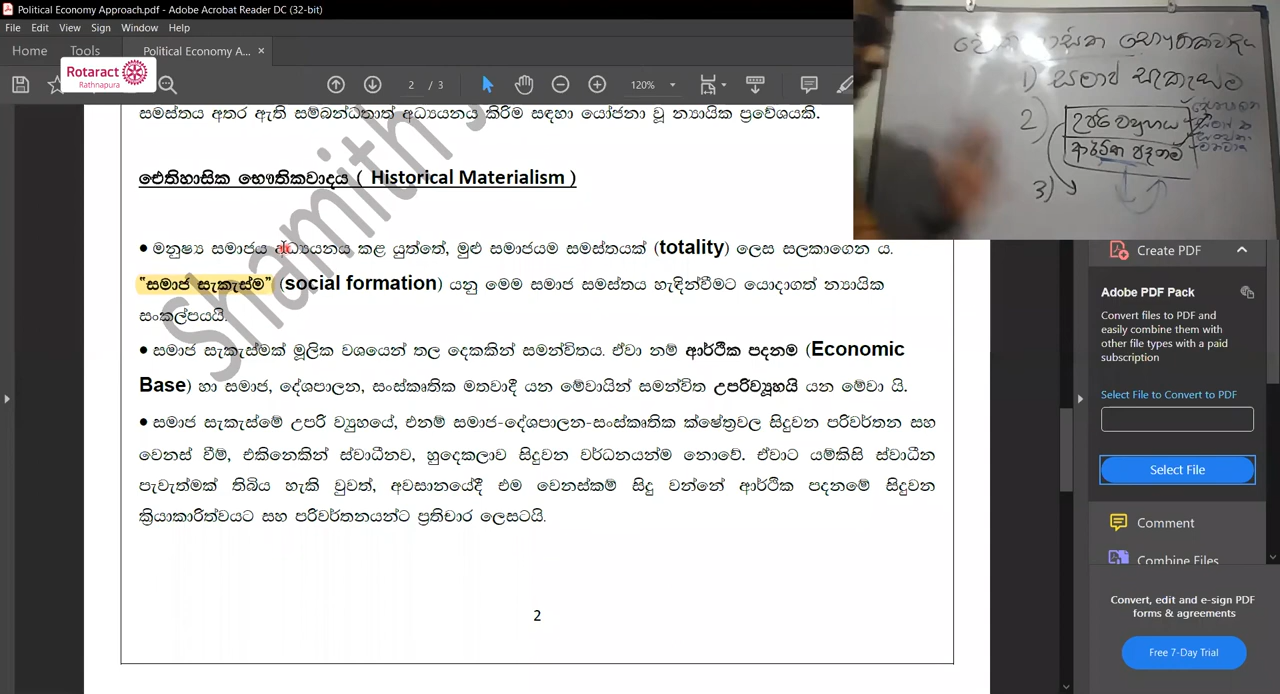 Political Economy Approach.pdf - Adobe Acrobat Reader DC (32-bit)
File Edit View Sign Window Help
Home Tools Political Economy A... ×
Rotaract
Rathnapura
2 / 3 120%
සමස්තය අතර ඇති සම්බන්ධතාත් අධ්‍යයනය කිරීම සඳහා යෝජනා වූ න්‍යායික ප්‍රවේශයකි.
ඓතිහාසික භෞතිකවාදය ( Historical Materialism )
• මනුෂ්‍ය සමාජය අධ්‍යයනය කළ යුත්තේ, මුළු සමාජයම සමස්තයක් (totality) ලෙස සලකාගෙන ය.
"සමාජ සැකැස්ම" (social formation) යනු මෙම සමාජ සමස්තය හැඳින්වීමට යොදාගත් න්‍යායික
සංකල්පයයි.
• සමාජ සැකැස්මක් මූලික වශයෙන් තල දෙකකින් සමන්විතය. ඒවා නම් ආර්ථික පදනම (Economic
Base) හා සමාජ, දේශපාලන, සංස්කෘතික මතවාදී යන මේවායින් සමන්විත උපරිව්‍යූහයි යන මේවා යි.
• සමාජ සැකැස්මේ උපරි ව්‍යුහයේ, එනම් සමාජ-දේශපාලන-සංස්කෘතික ක්ෂේත්‍රවල සිදුවන පරිවර්තන සහ
වෙනස් වීම්, එකිනෙකින් ස්වාධීනව, හුදෙකලාව සිදුවන වර්ධනයන්ම නොවේ. ඒවාට යම්කිසි ස්වාධීන
පැවැත්මක් තිබිය හැකි වුවත්, අවසානයේදී එම වෙනස්කම් සිදු වන්නේ ආර්ථික පදනමේ සිදුවන
ක්‍රියාකාරිත්වයට සහ පරිවර්තනයන්ට ප්‍රතිචාර ලෙසටයි.
2
Shamith
භෞතිකවාදය
1) සමාජ සැකැස්ම
2) උපරි ව්‍යුහය
ආර්ථික පදනම
3)
Create PDF
Adobe PDF Pack
Convert files to PDF and
easily combine them with
other file types with a paid
subscription
Select File to Convert to PDF
Select File
Comment
Combine Files
Convert, edit and e-sign PDF
forms & agreements
Free 7-Day Trial